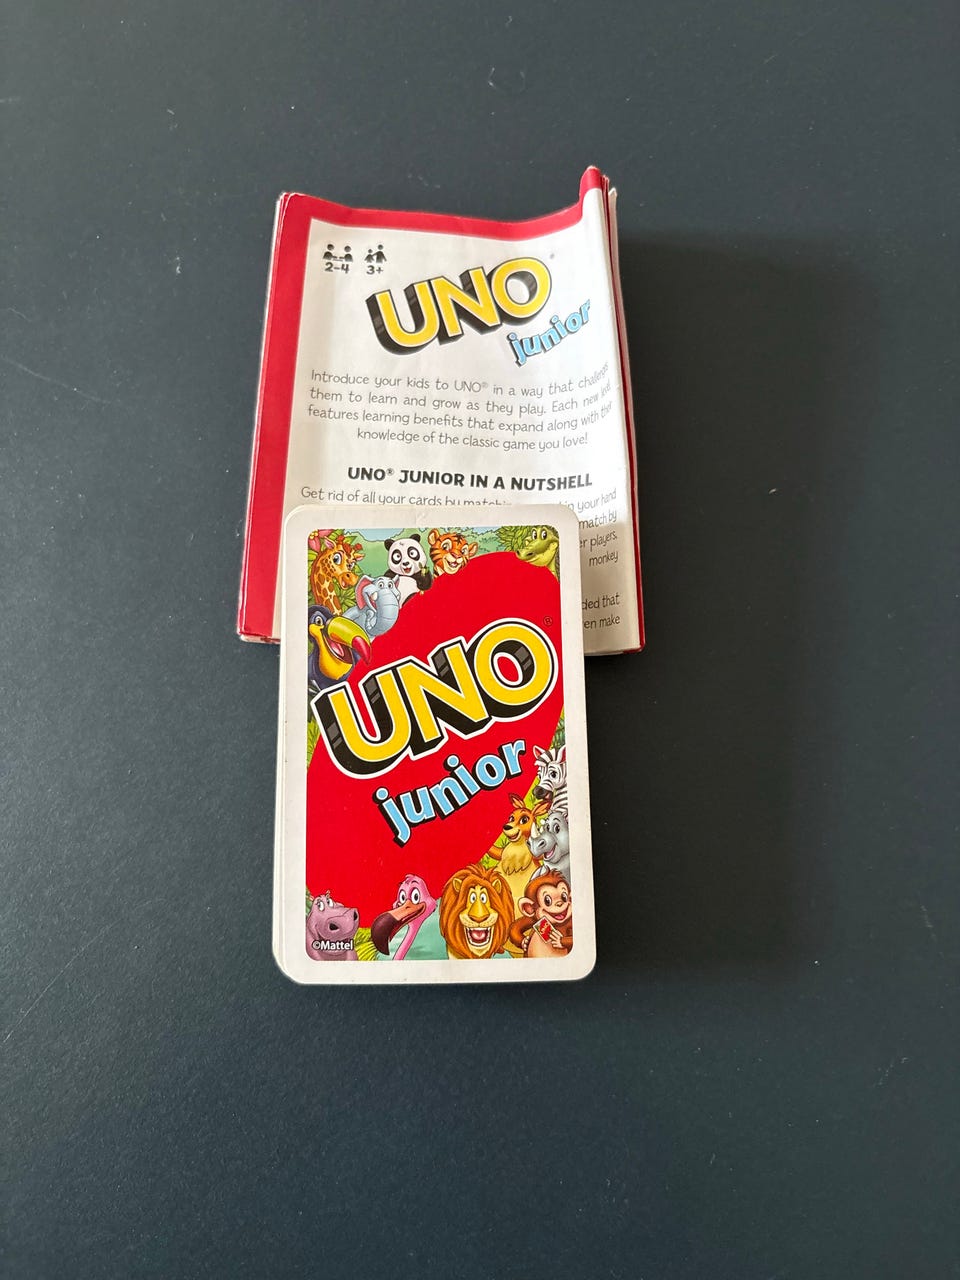 2-4 3+
UNO®
junior
Introduce your kids to UNO® in a way that challenges
them to learn and grow as they play. Each new level
features learning benefits that expand along with their
knowledge of the classic game you love!
UNO® JUNIOR IN A NUTSHELL
Get rid of all your cards by in your hand
match by
players,
monkey
that
make
UNO®
junior
©Mattel